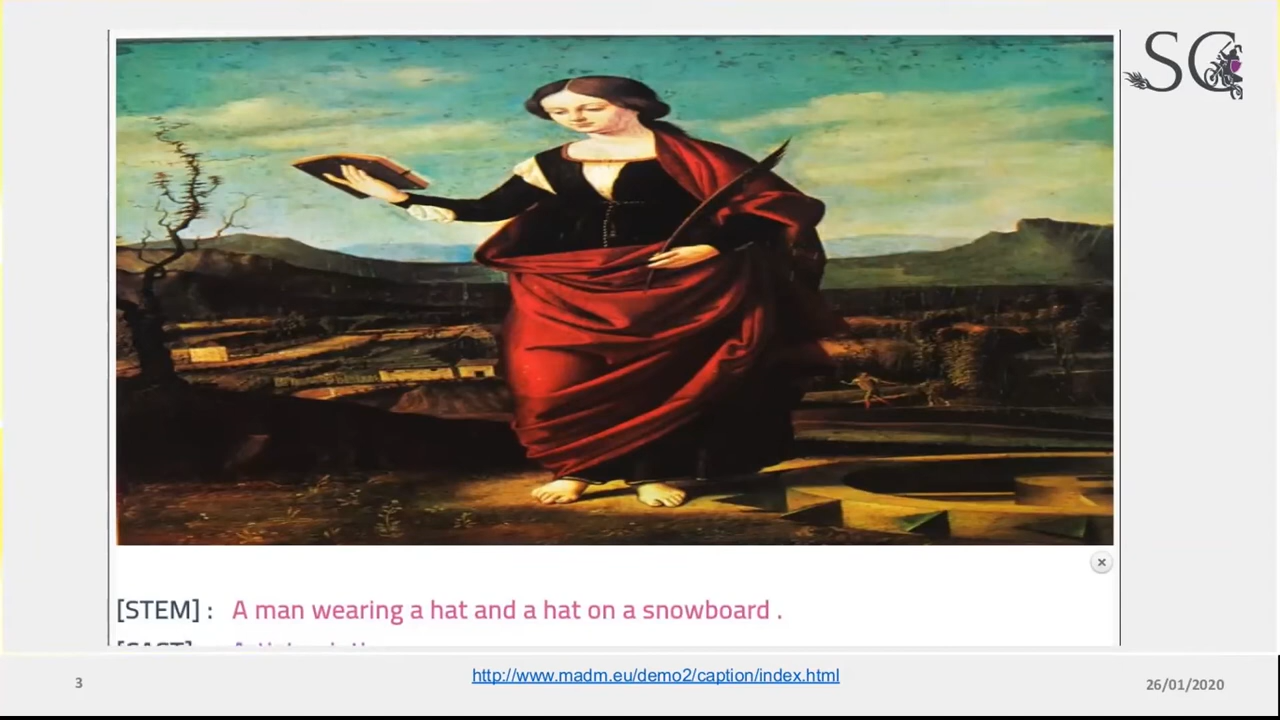 SC
[STEM] : A man wearing a hat and a hat on a snowboard .
3
http://www.madm.eu/demo2/caption/index.html
26/01/2020